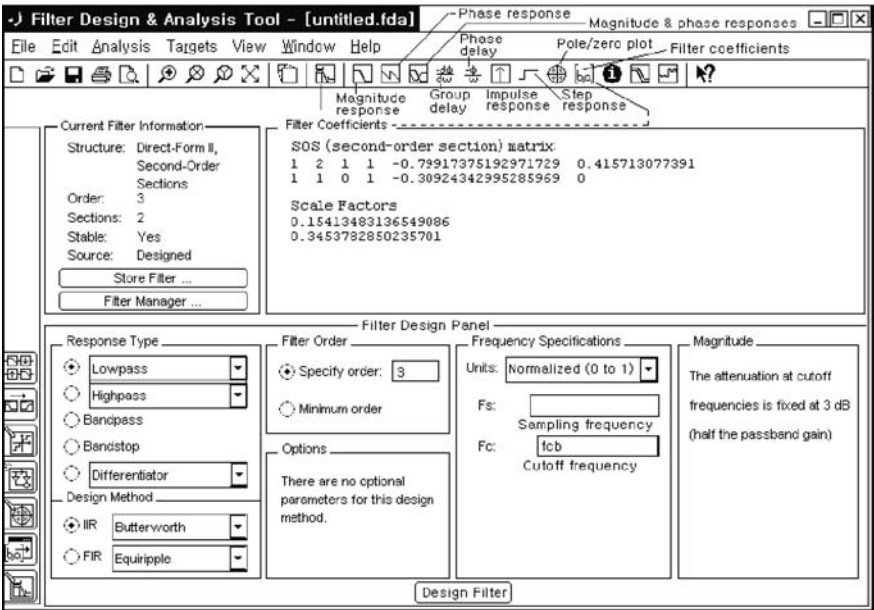 Filter Design & Analysis Tool - [untitled.fda]
Phase response
Magnitude & phase responses
File Edit Analysis Targets View Window Help
Phase delay
Pole/zero plot
Filter coefficients
Magnitude response
Group delay
Impulse response
Step response
Current Filter Information
Structure: Direct-Form II,
Second-Order
Sections
Order: 3
Sections: 2
Stable: Yes
Source: Designed
Store Filter ...
Filter Manager ...
Filter Coefficients
SOS (second-order section) matrix:
1 2 1 1 -0.79917375192971729 0.415713077391
1 1 0 1 -0.30924342995285969 0
Scale Factors
0.15413483136549086
0.3453782850235701
Filter Design Panel
Response Type
Lowpass
Highpass
Bandpass
Bandstop
Differentiator
Design Method
IIR Butterworth
FIR Equiripple
Filter Order
Specify order: 3
Minimum order
Options
There are no optional
parameters for this design
method.
Frequency Specifications
Units: Normalized (0 to 1)
Fs:
Sampling frequency
Fc: fcb
Cutoff frequency
Magnitude
The attenuation at cutoff
frequencies is fixed at 3 dB
(half the passband gain)
Design Filter